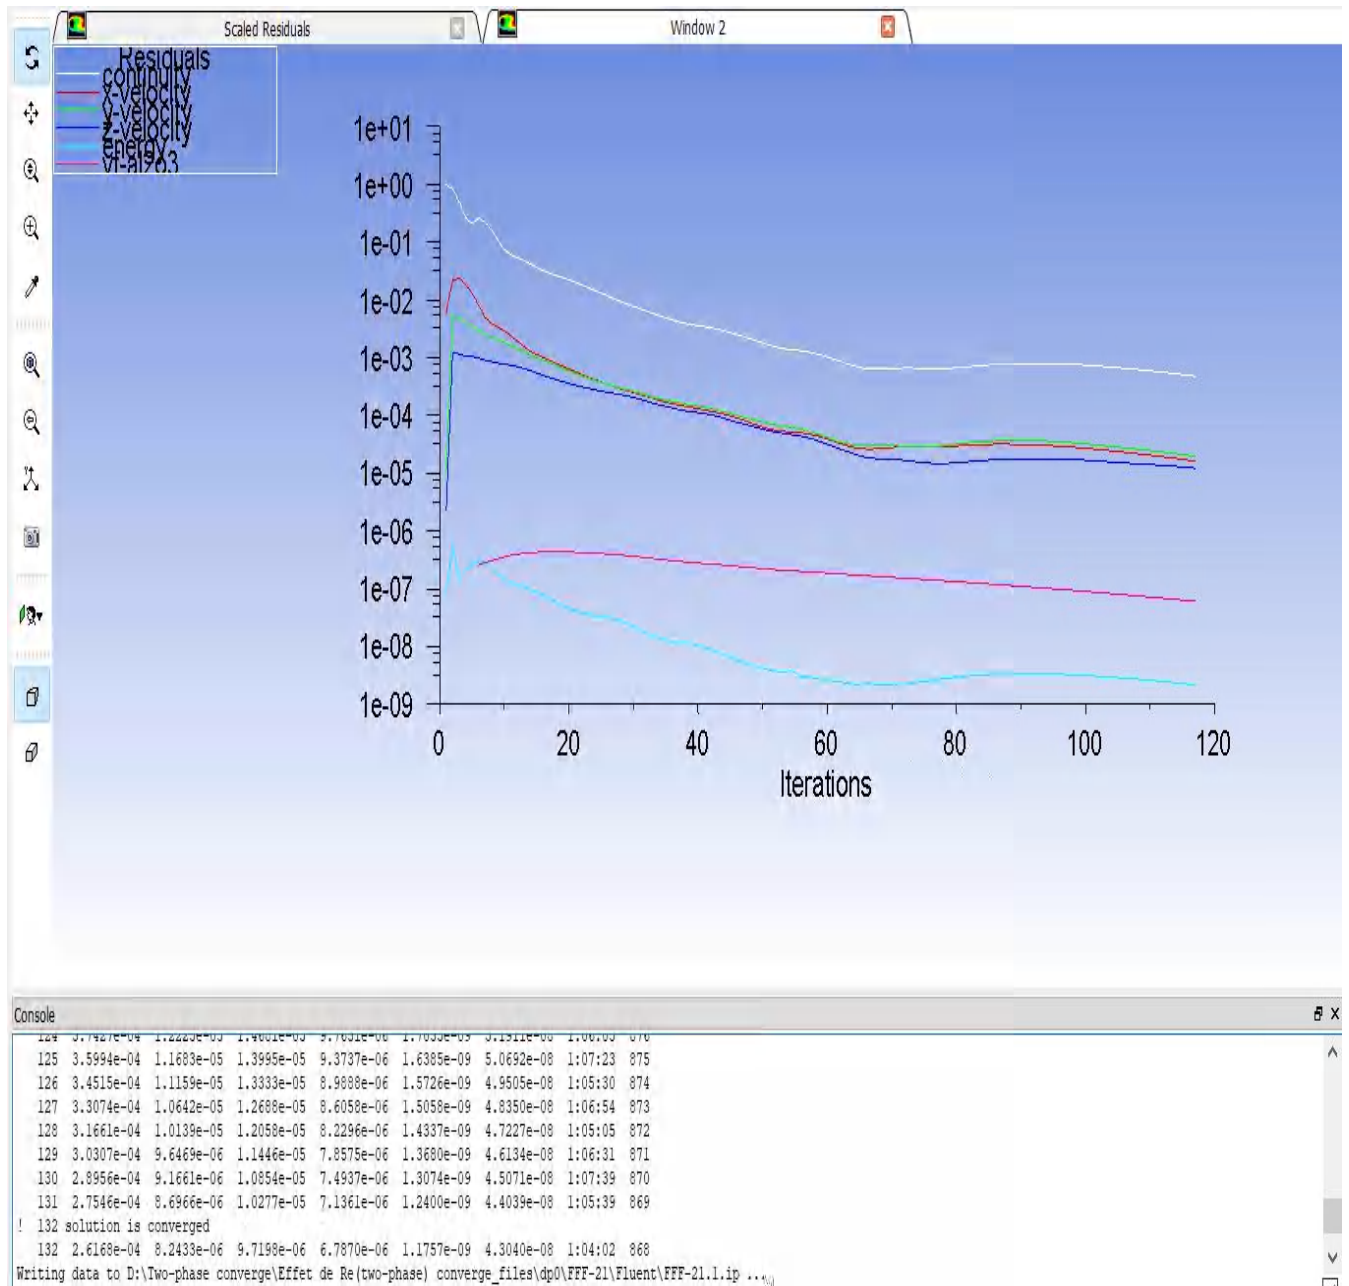 Scaled Residuals
Window 2
Residuals
continuity
x-velocity
y-velocity
z-velocity
energy
vf-al2o3
1e+01
1e+00
1e-01
1e-02
1e-03
1e-04
1e-05
1e-06
1e-07
1e-08
1e-09
0 20 40 60 80 100 120
Iterations
Console
125 3.5994e-04 1.1683e-05 1.3995e-05 9.3737e-06 1.6385e-09 5.0692e-08 1:07:23 875
126 3.4515e-04 1.1159e-05 1.3333e-05 8.9888e-06 1.5726e-09 4.9505e-08 1:05:30 874
127 3.3074e-04 1.0642e-05 1.2688e-05 8.6058e-06 1.5058e-09 4.8350e-08 1:06:54 873
128 3.1661e-04 1.0139e-05 1.2058e-05 8.2296e-06 1.4337e-09 4.7227e-08 1:05:05 872
129 3.0307e-04 9.6469e-06 1.1446e-05 7.8575e-06 1.3680e-09 4.6134e-08 1:06:31 871
130 2.8956e-04 9.1661e-06 1.0854e-05 7.4937e-06 1.3074e-09 4.5071e-08 1:07:39 870
131 2.7546e-04 8.6966e-06 1.0277e-05 7.1361e-06 1.2400e-09 4.4039e-08 1:05:39 869
! 132 solution is converged
132 2.6168e-04 8.2433e-06 9.7198e-06 6.7870e-06 1.1757e-09 4.3040e-08 1:04:02 868
Writing data to D:\Two-phase converge\Effet de Re(two-phase) converge_files\dp0\FFF-21\Fluent\FFF-21.1.ip ...